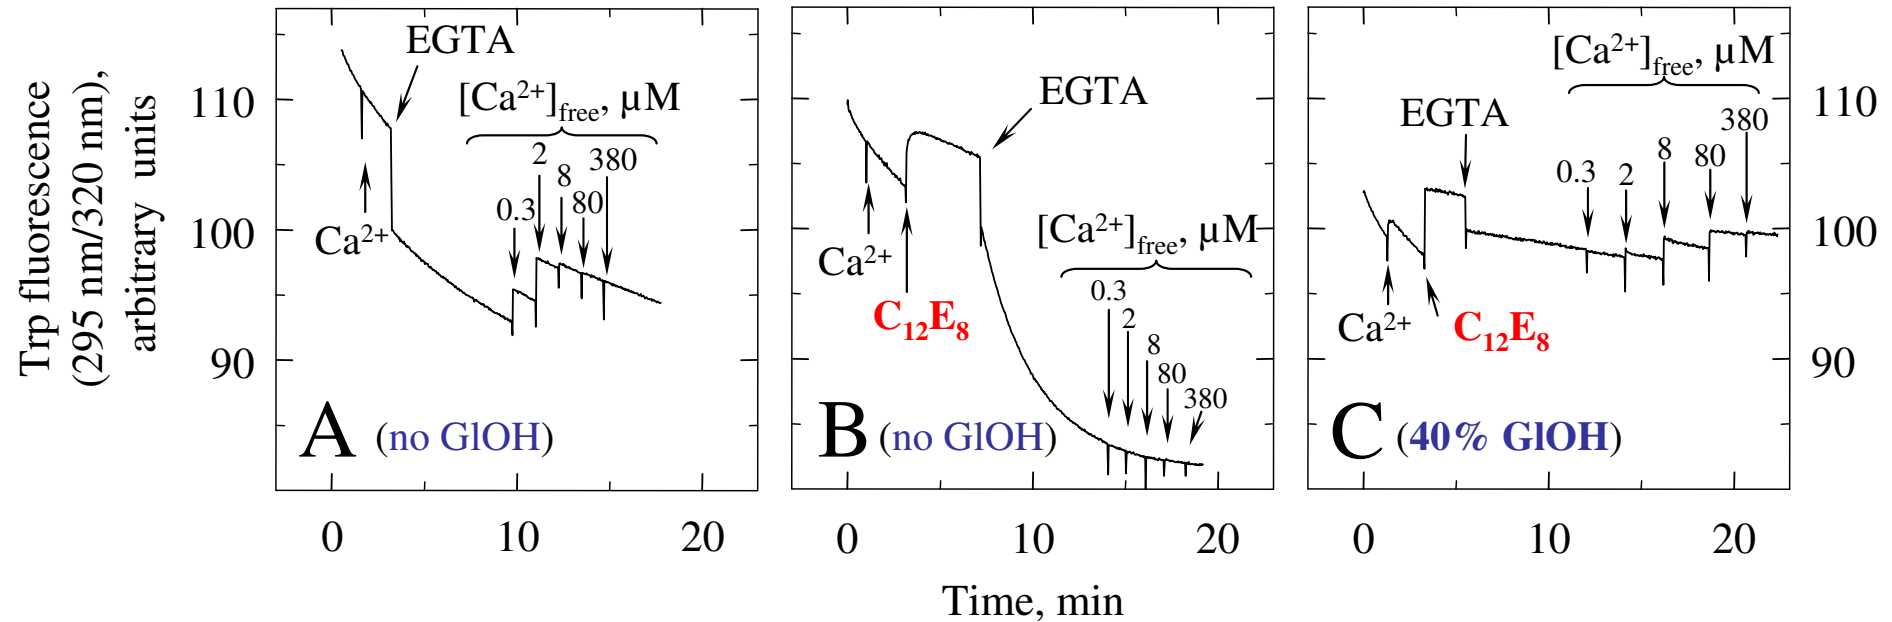 Trp fluorescence
(295 nm/320 nm),
arbitrary units
110
100
90
EGTA
[Ca²⁺]free, µM
2
380
8
0.3
80
Ca²⁺
A (no GlOH)
0
10
20
EGTA
Ca²⁺
[Ca²⁺]free, µM
C₁₂E₈
0.3
2
8
80
380
B (no GlOH)
0
10
20
[Ca²⁺]free, µM
EGTA
380
8
80
0.3
2
Ca²⁺
C₁₂E₈
C (40% GlOH)
110
100
90
0
10
20
Time, min